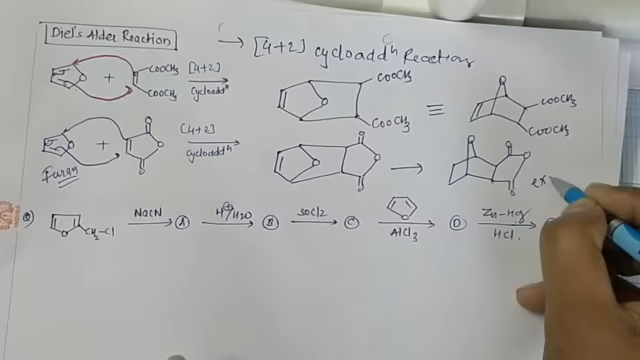 Diel's Alder Reaction
→ [4+2] cycloaddⁿ Reaction
+ COOCH₃ COOCH₃ [4+2] cycloaddⁿ → COOCH₃ COOCH₃ ≡ O COOCH₃ COOCH₃
O + O O O [4+2] cycloaddⁿ → O O O O → O O O ex
Furan
Q) O CH₂-Cl NaCN → A H⊕/H₂O → B SOCl₂ → C O AlCl₃ → D Zn-Hg HCl. →